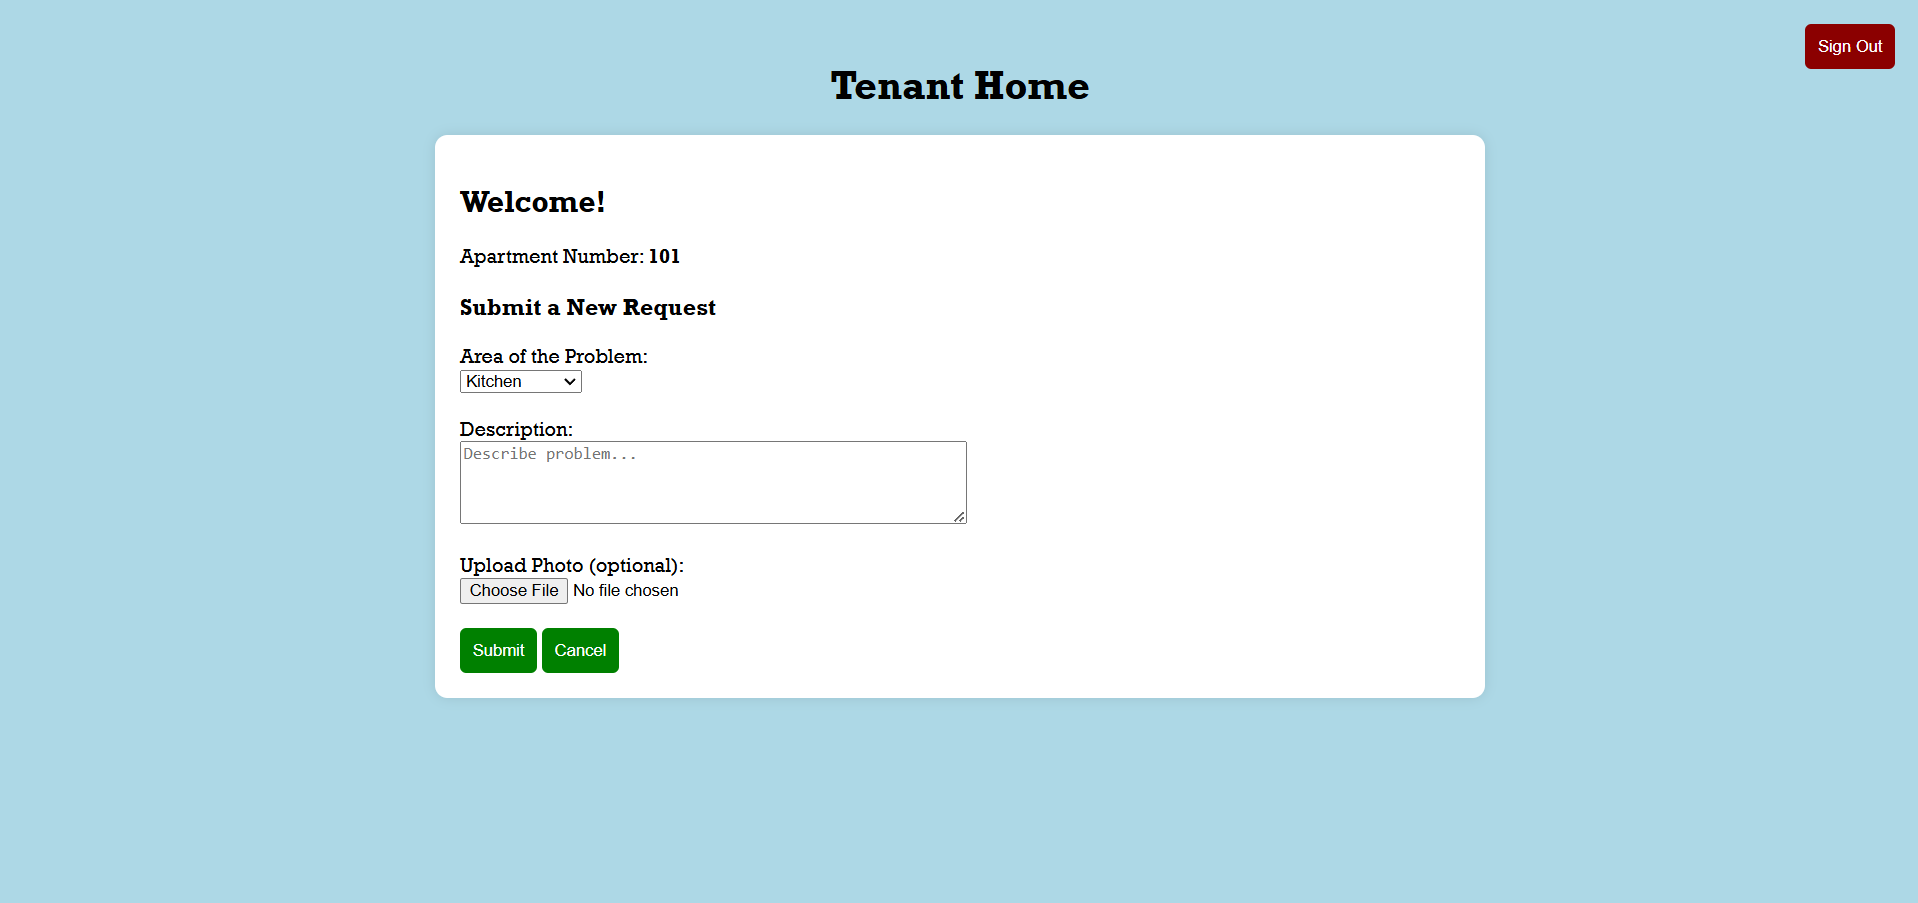 Sign Out
Tenant Home
Welcome!
Apartment Number: 101
Submit a New Request
Area of the Problem:
Kitchen
Description:
Describe problem...
Upload Photo (optional):
Choose File No file chosen
Submit Cancel